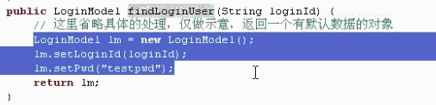 public LoginModel findLoginUser(String loginId) {
// 这里省略具体的处理，仅做示意，返回一个有默认数据的对象
LoginModel lm = new LoginModel();
lm.setLoginId(loginId);
lm.setPwd("testpwd");
return lm;
}